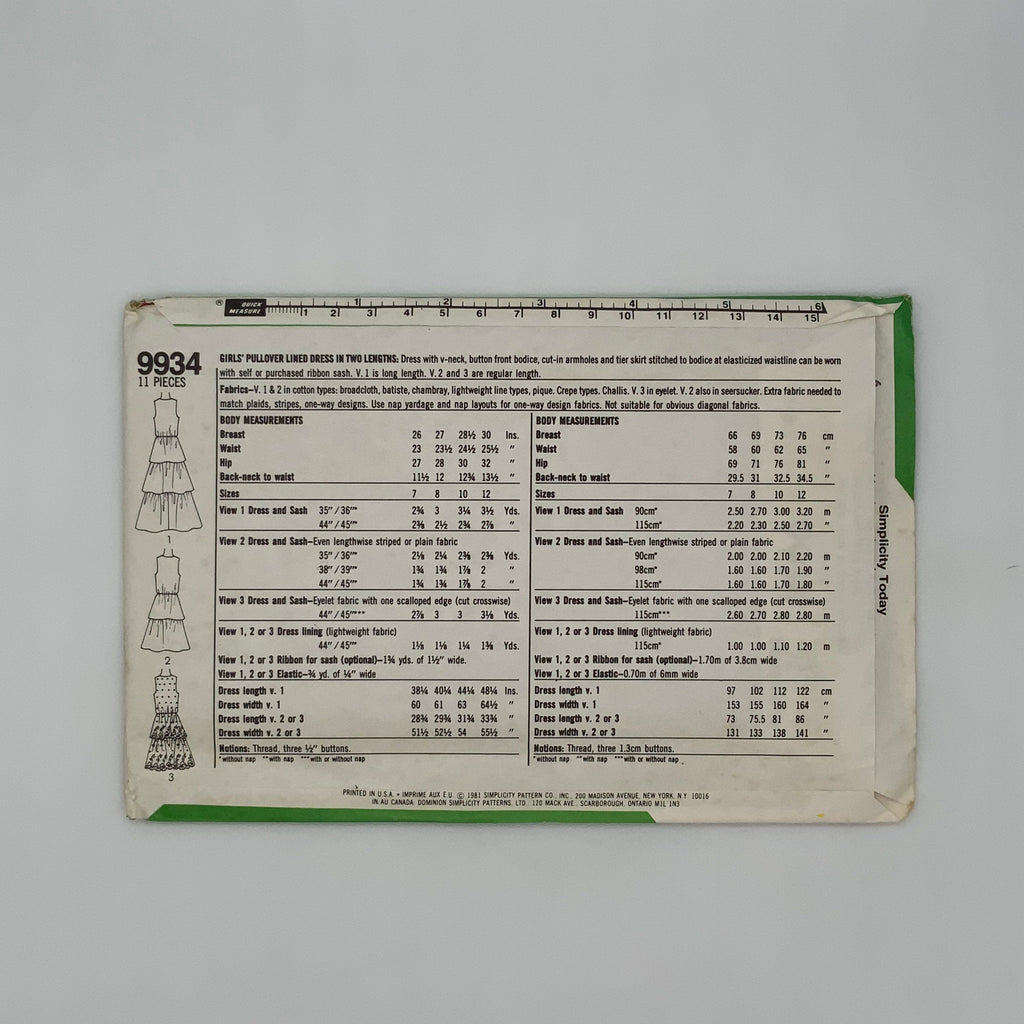 ® QUICK MEASURE 1 2 3 4 5 6
1 2 3 4 5 6 7 8 9 10 11 12 13 14 15
9934
11 PIECES
GIRLS' PULLOVER LINED DRESS IN TWO LENGTHS: Dress with v-neck, button front bodice, cut-in armholes and tier skirt stitched to bodice at elasticized waistline can be worn
with self or purchased ribbon sash. V. 1 is long length. V. 2 and 3 are regular length.
Fabrics–V. 1 & 2 in cotton types: broadcloth, batiste, chambray, lightweight line types, pique. Crepe types. Challis. V. 3 in eyelet. V. 2 also in seersucker. Extra fabric needed to
match plaids, stripes, one-way designs. Use nap yardage and nap layouts for one-way design fabrics. Not suitable for obvious diagonal fabrics.
BODY MEASUREMENTS
Breast 26 27 28½ 30 Ins.
Waist 23 23½ 24½ 25½ "
Hip 27 28 30 32 "
Back-neck to waist 11½ 12 12¾ 13½ "
Sizes 7 8 10 12
View 1 Dress and Sash 35"/36"* 2¾ 3 3¼ 3½ Yds.
44"/45"* 2⅜ 2½ 2¾ 2⅞ "
View 2 Dress and Sash–Even lengthwise striped or plain fabric
35"/36"* 2⅛ 2¼ 2⅜ 2⅜ Yds.
38"/39"* 1¾ 1¾ 1⅞ 2 "
44"/45"* 1¾ 1¾ 1⅞ 2 "
View 3 Dress and Sash–Eyelet fabric with one scalloped edge (cut crosswise)
44"/45"*** 2⅞ 3 3 3⅛ Yds.
View 1, 2 or 3 Dress lining (lightweight fabric)
44"/45"* 1⅛ 1⅛ 1¼ 1⅜ Yds.
View 1, 2 or 3 Ribbon for sash (optional)–1¾ yds. of 1½" wide.
View 1, 2 or 3 Elastic–¾ yd. of ¼" wide
Dress length v. 1 38¼ 40¼ 44¼ 48¼ Ins.
Dress width v. 1 60 61 63 64½ "
Dress length v. 2 or 3 28¾ 29¾ 31¾ 33¾ "
Dress width v. 2 or 3 51½ 52½ 54 55½ "
Notions: Thread, three ½" buttons.
*without nap **with nap ***with or without nap
BODY MEASUREMENTS
Breast 66 69 73 76 cm
Waist 58 60 62 65 "
Hip 69 71 76 81 "
Back-neck to waist 29.5 31 32.5 34.5 "
Sizes 7 8 10 12
View 1 Dress and Sash 90cm* 2.50 2.70 3.00 3.20 m
115cm* 2.20 2.30 2.50 2.70 "
View 2 Dress and Sash–Even lengthwise striped or plain fabric
90cm* 2.00 2.00 2.10 2.20 m
98cm* 1.60 1.60 1.70 1.90 "
115cm* 1.60 1.60 1.70 1.80 "
View 3 Dress and Sash–Eyelet fabric with one scalloped edge (cut crosswise)
115cm*** 2.60 2.70 2.80 2.80 m
View 1, 2 or 3 Dress lining (lightweight fabric)
115cm* 1.00 1.00 1.10 1.20 m
View 1, 2 or 3 Ribbon for sash (optional)–1.70m of 3.8cm wide
View 1, 2 or 3 Elastic–0.70m of 6mm wide
Dress length v. 1 97 102 112 122 cm
Dress width v. 1 153 155 160 164 "
Dress length v. 2 or 3 73 75.5 81 86 "
Dress width v. 2 or 3 131 133 138 141 "
Notions: Thread, three 1.3cm buttons.
*without nap **with nap ***with or without nap
1
2
3
Simplicity Today
PRINTED IN U.S.A. • IMPRIME AUX E.U. © 1981 SIMPLICITY PATTERN CO., INC., 200 MADISON AVENUE, NEW YORK, N.Y. 10016
IN AU CANADA, DOMINION SIMPLICITY PATTERNS, LTD., 120 MACK AVE., SCARBOROUGH, ONTARIO M1L 1N3